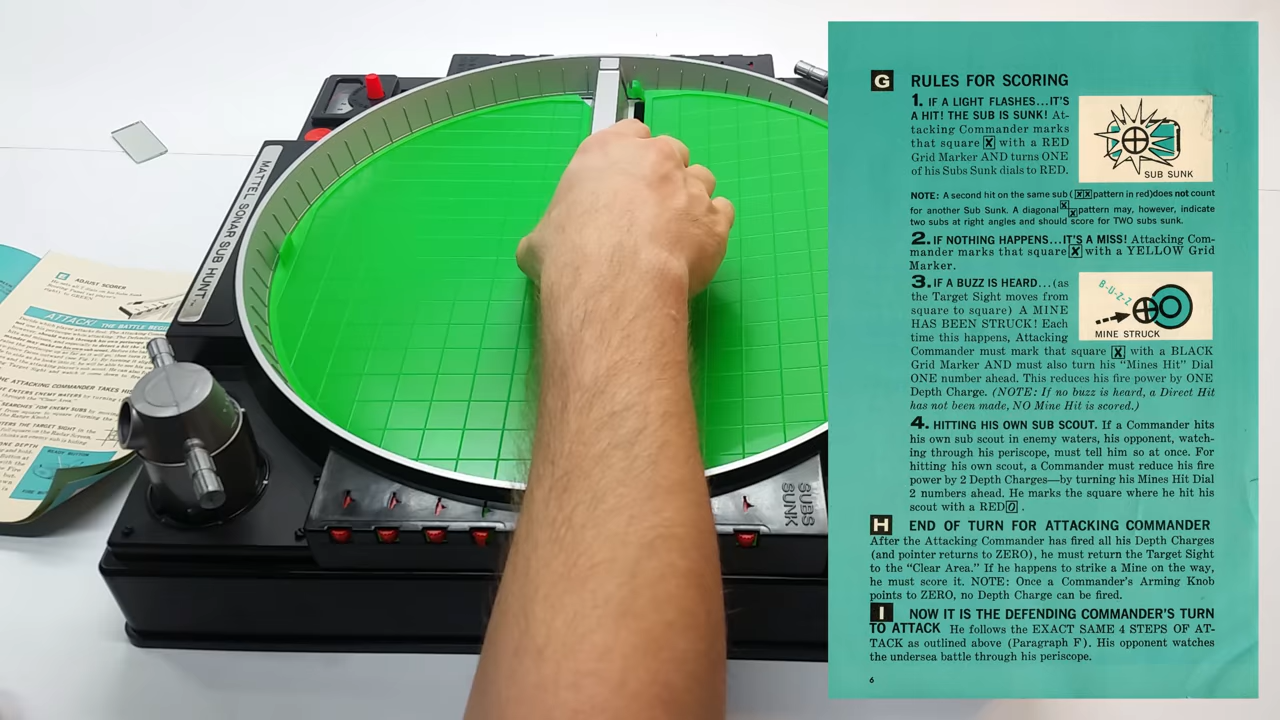 MATTEL SONAR SUB HUNT
E ADJUST SCORER
ATTACK! THE BATTLE BEGI
SUBS
SUNK
G RULES FOR SCORING
1. IF A LIGHT FLASHES...IT'S
A HIT! THE SUB IS SUNK! At-
tacking Commander marks
that square X with a RED
Grid Marker AND turns ONE
of his Subs Sunk dials to RED.
SUB SUNK
NOTE: A second hit on the same sub (XX pattern in red)does not count
for another Sub Sunk. A diagonal XX pattern may, however, indicate
two subs at right angles and should score for TWO subs sunk.
2. IF NOTHING HAPPENS...IT'S A MISS! Attacking Com-
mander marks that square X with a YELLOW Grid
Marker.
3. IF A BUZZ IS HEARD...(as
the Target Sight moves from
square to square) A MINE
HAS BEEN STRUCK! Each
time this happens, Attacking
B-U-Z-Z
MINE STRUCK
Commander must mark that square X with a BLACK
Grid Marker AND must also turn his "Mines Hit" Dial
ONE number ahead. This reduces his fire power by ONE
Depth Charge. (NOTE: If no buzz is heard, a Direct Hit
has not been made, NO Mine Hit is scored.)
4. HITTING HIS OWN SUB SCOUT. If a Commander hits
his own sub scout in enemy waters, his opponent, watch-
ing through his periscope, must tell him so at once. For
hitting his own scout, a Commander must reduce his fire
power by 2 Depth Charges—by turning his Mines Hit Dial
2 numbers ahead. He marks the square where he hit his
scout with a RED O.
H END OF TURN FOR ATTACKING COMMANDER
After the Attacking Commander has fired all his Depth Charges
(and pointer returns to ZERO), he must return the Target Sight
to the "Clear Area." If he happens to strike a Mine on the way,
he must score it. NOTE: Once a Commander's Arming Knob
points to ZERO, no Depth Charge can be fired.
I NOW IT IS THE DEFENDING COMMANDER'S TURN
TO ATTACK He follows the EXACT SAME 4 STEPS OF AT-
TACK as outlined above (Paragraph F). His opponent watches
the undersea battle through his periscope.
6